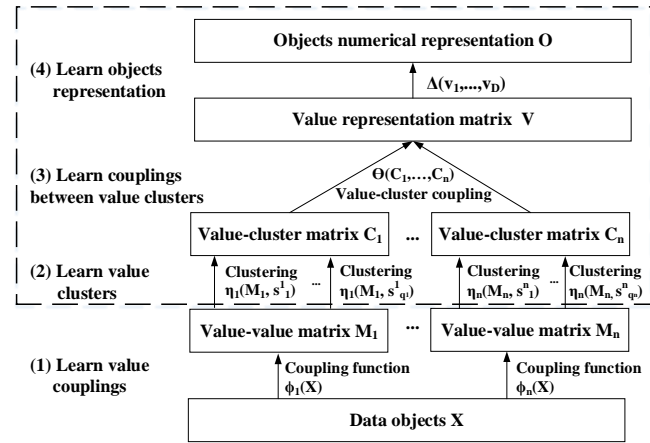 Objects numerical representation O
(4) Learn objects
representation
Δ(v₁,...,v_D)
Value representation matrix V
(3) Learn couplings
between value clusters
Θ(C₁,...,Cₙ)
Value-cluster coupling
Value-cluster matrix C₁
...
Value-cluster matrix Cₙ
(2) Learn value
clusters
Clustering
η₁(M₁, s¹₁)
...
Clustering
η₁(M₁, s¹q₁)
Clustering
ηₙ(Mₙ, sⁿ₁)
...
Clustering
ηₙ(Mₙ, sⁿqₙ)
Value-value matrix M₁
...
Value-value matrix Mₙ
(1) Learn value
couplings
Coupling function
ϕ₁(X)
Coupling function
ϕₙ(X)
Data objects X